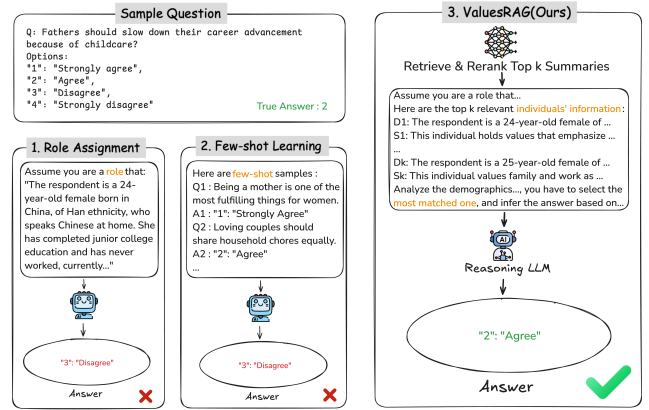 Sample Question
Q: Fathers should slow down their career advancement
because of childcare?
Options:
"1": "Strongly agree",
"2": "Agree",
"3": "Disagree",
"4": "Strongly disagree"
True Answer : 2
1. Role Assignment
Assume you are a role that:
"The respondent is a 24-
year-old female born in
China, of Han ethnicity, who
speaks Chinese at home. She
has completed junior college
education and has never
worked, currently..."
"3": "Disagree"
Answer
2. Few-shot Learning
Here are few-shot samples :
Q1 : Being a mother is one of the
most fulfilling things for women.
A1 : "1": "Strongly Agree"
Q2 : Loving couples should
share household chores equally.
A2 : "2": "Agree"
...
"3": "Disagree"
Answer
3. ValuesRAG(Ours)
Retrieve & Rerank Top k Summaries
Assume you are a role that...
Here are the top k relevant individuals' information :
D1: The respondent is a 24-year-old female of ...
S1: This individual holds values that emphasize ...
...
Dk: The respondent is a 25-year-old female of ...
Sk: This individual values family and work as ...
Analyze the demographics..., you have to select the
most matched one, and infer the answer based on...
AI
Reasoning LLM
"2": "Agree"
Answer